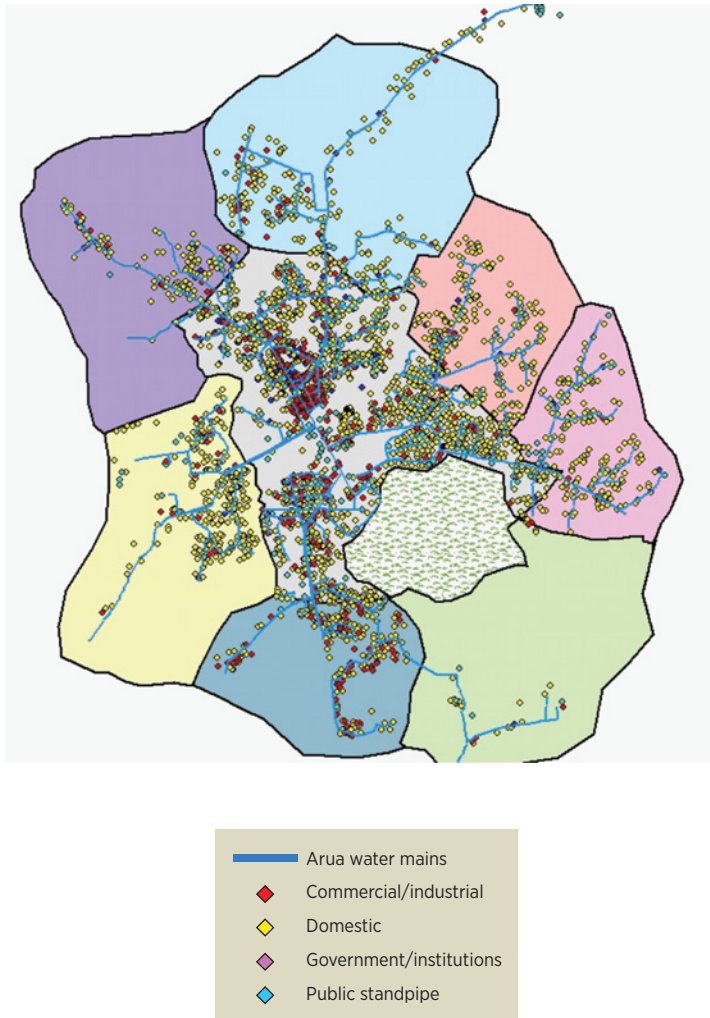 Arua water mains
Commercial/industrial
Domestic
Government/institutions
Public standpipe